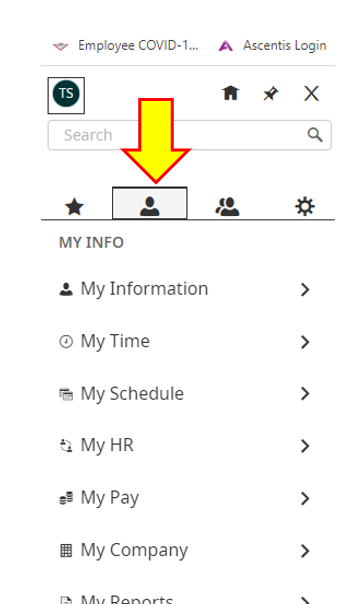 Employee COVID-1... Ascentis Login
TS
Search
MY INFO
My Information
My Time
My Schedule
My HR
My Pay
My Company
My Reports